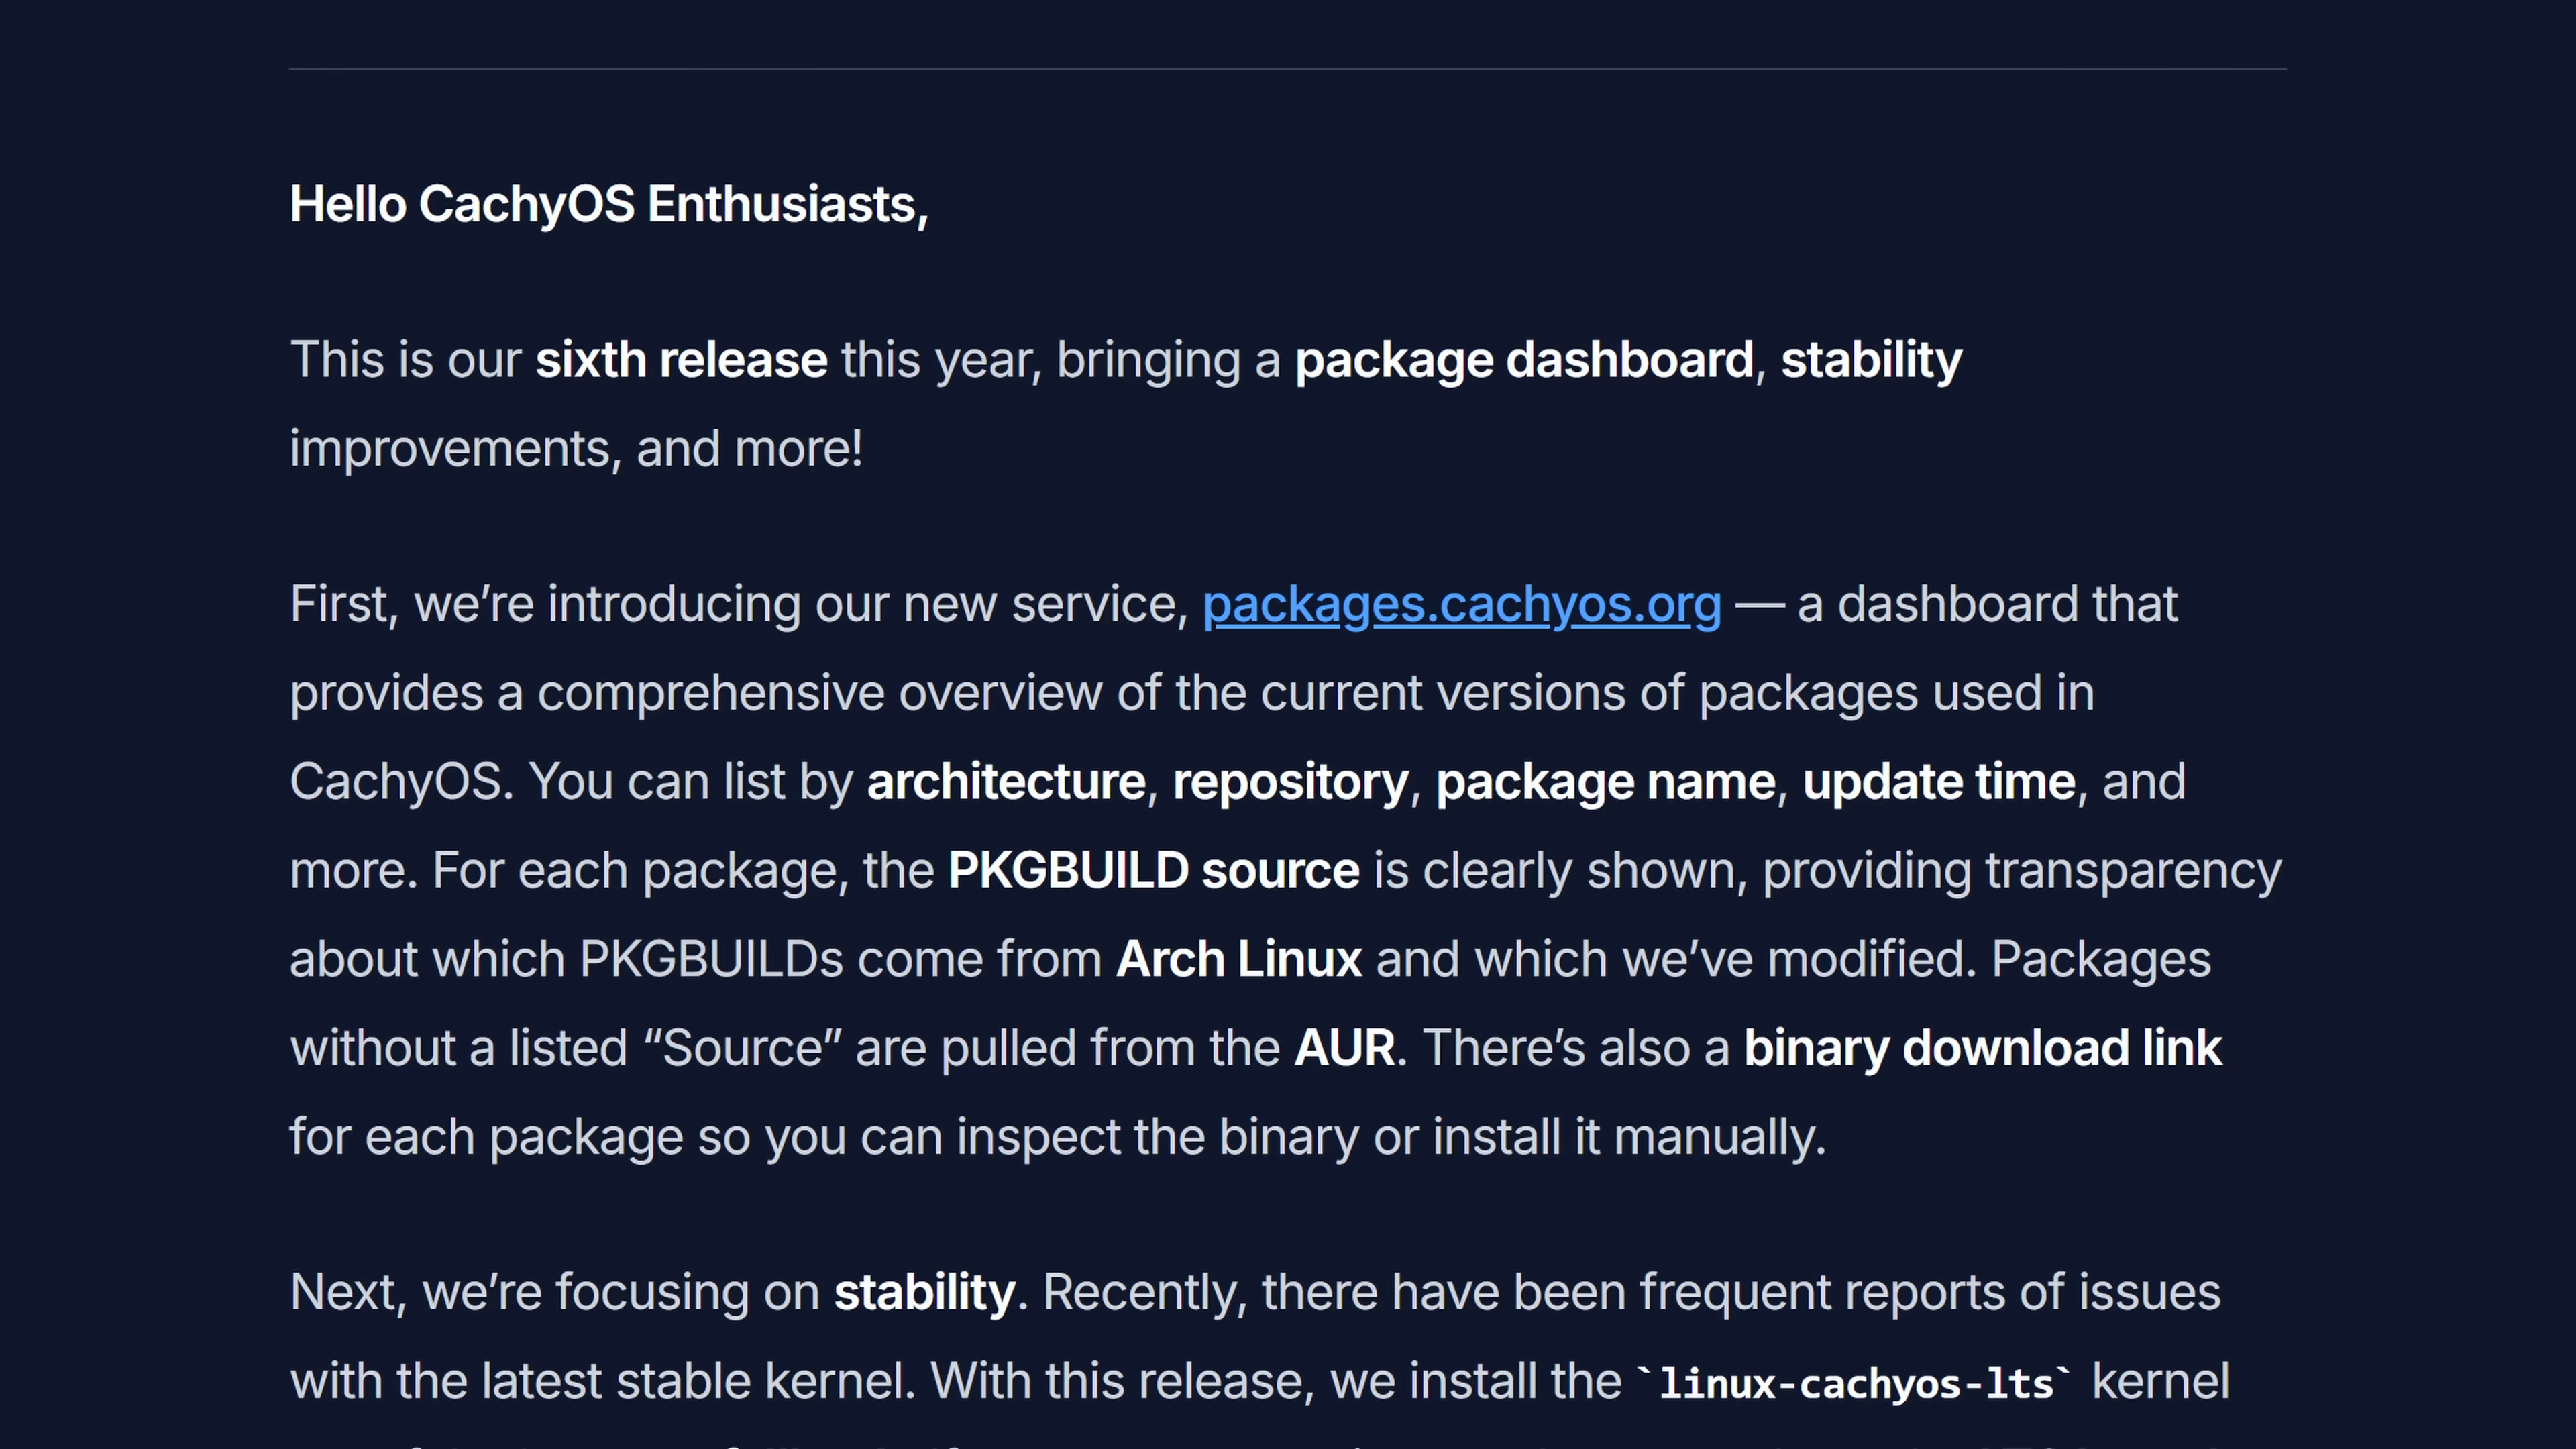 Hello CachyOS Enthusiasts,
This is our sixth release this year, bringing a package dashboard, stability
improvements, and more!
First, we’re introducing our new service, packages.cachyos.org — a dashboard that
provides a comprehensive overview of the current versions of packages used in
CachyOS. You can list by architecture, repository, package name, update time, and
more. For each package, the PKGBUILD source is clearly shown, providing transparency
about which PKGBUILDs come from Arch Linux and which we’ve modified. Packages
without a listed “Source” are pulled from the AUR. There’s also a binary download link
for each package so you can inspect the binary or install it manually.
Next, we’re focusing on stability. Recently, there have been frequent reports of issues
with the latest stable kernel. With this release, we install the `linux-cachyos-lts` kernel